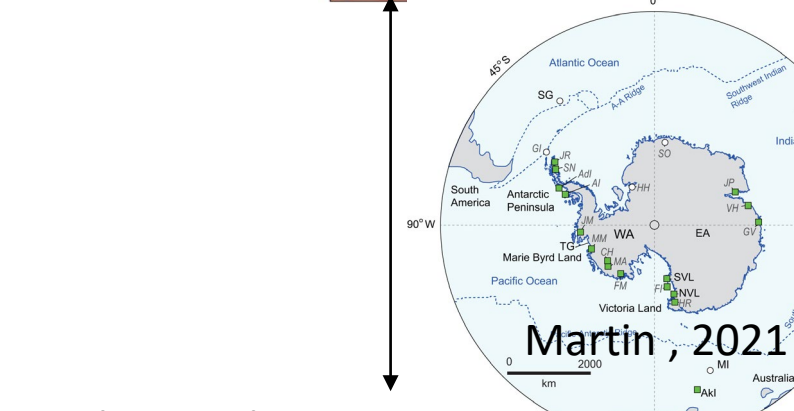 0
45°S
Atlantic Ocean
Southwest Indian
Ridge
SG
A-A Ridge
GI
JR
SN
SO
AdI
AI
HH
JP
South
America
Antarctic
Peninsula
VH
JM
90°W
WA
EA
GV
TG
MM
Marie Byrd Land
CH
MA
Pacific Ocean
FM
SVL
FI
NVL
HR
Victoria Land
Martin , 2021
0
2000
km
MI
Australia
AkI